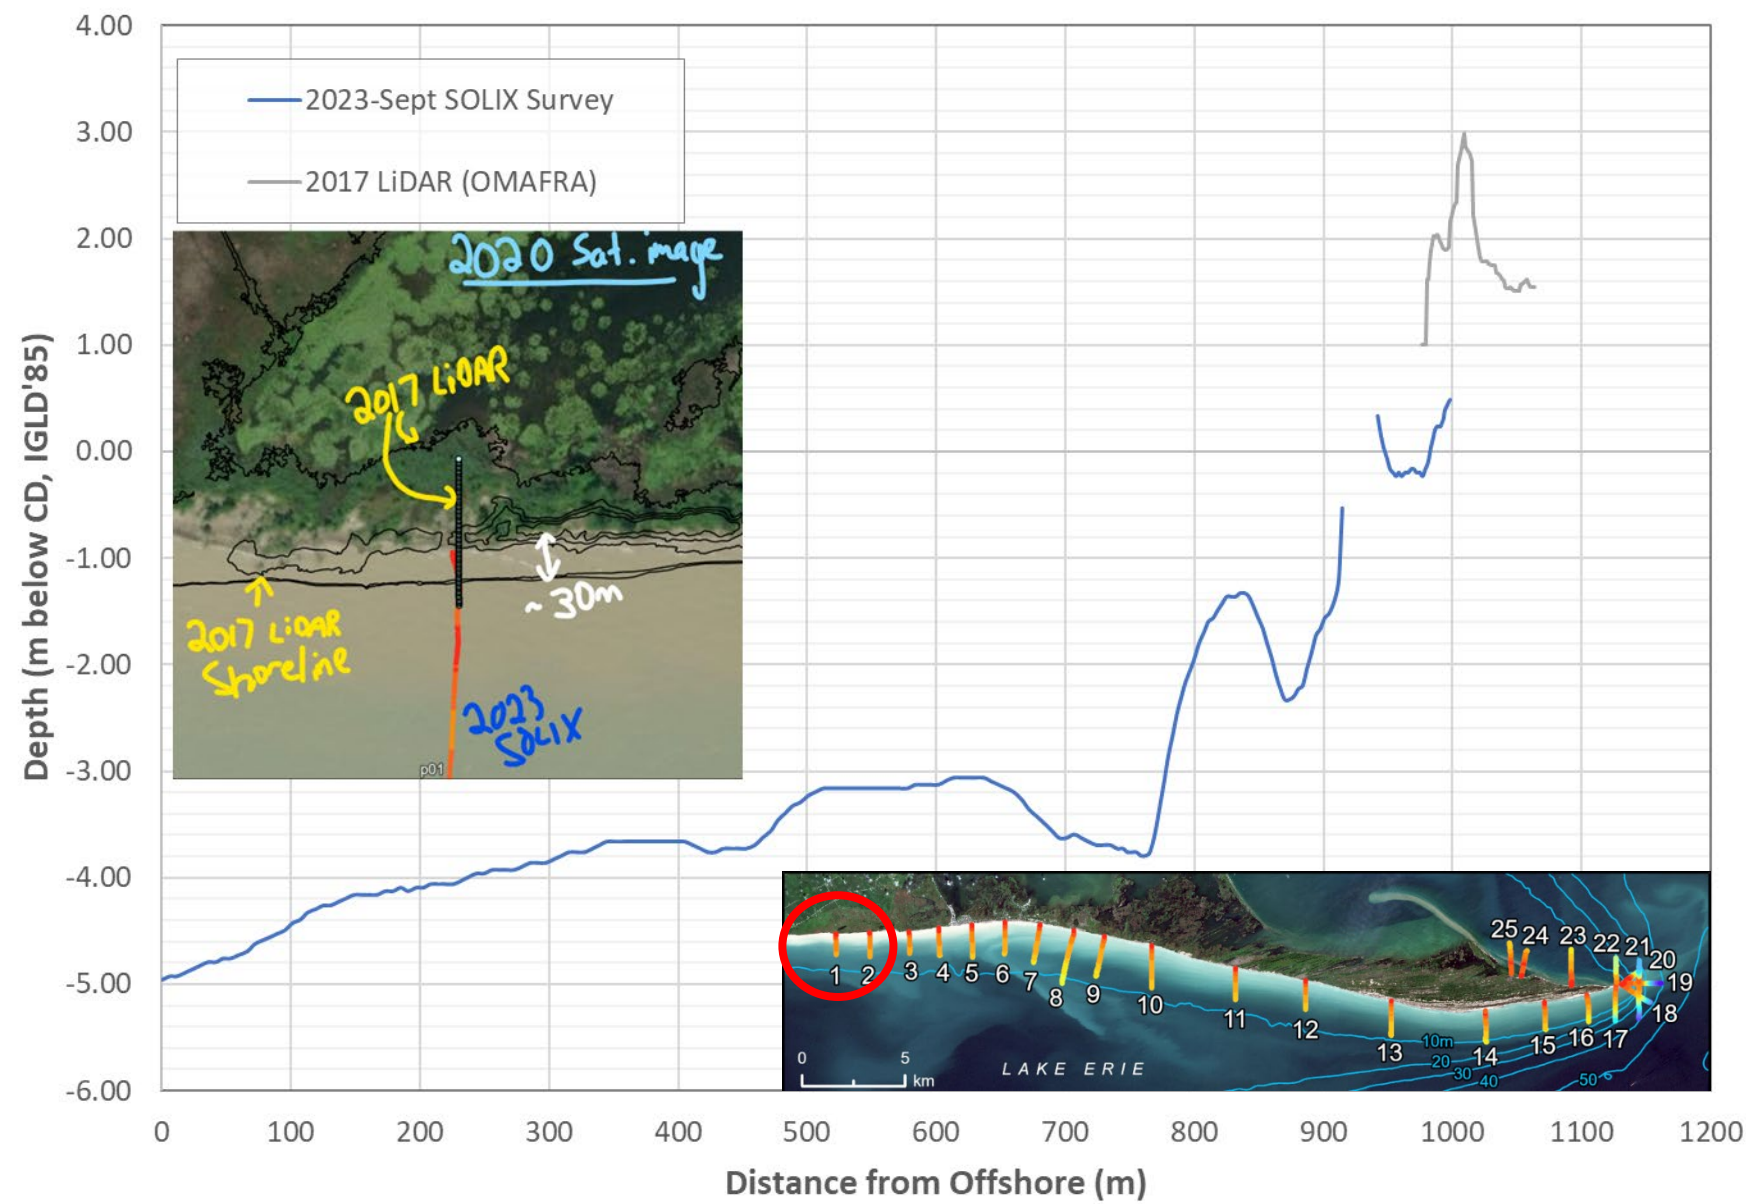 4.00
3.00
2.00
1.00
0.00
-1.00
-2.00
-3.00
-4.00
-5.00
-6.00
Depth (m below CD, IGLD'85)
2023-Sept SOLIX Survey
2017 LiDAR (OMAFRA)
2020 Sat. image
2017 LiDAR
~30m
2017 LiDAR
Shoreline
2023
SOLIX
p01
1 2 3 4 5 6 7 8 9 10 11 12 13 14 15 16 17 18 19 20 21 22 23 24 25
10m
20
30
40
50
0 5
km
LAKE ERIE
0 100 200 300 400 500 600 700 800 900 1000 1100 1200
Distance from Offshore (m)